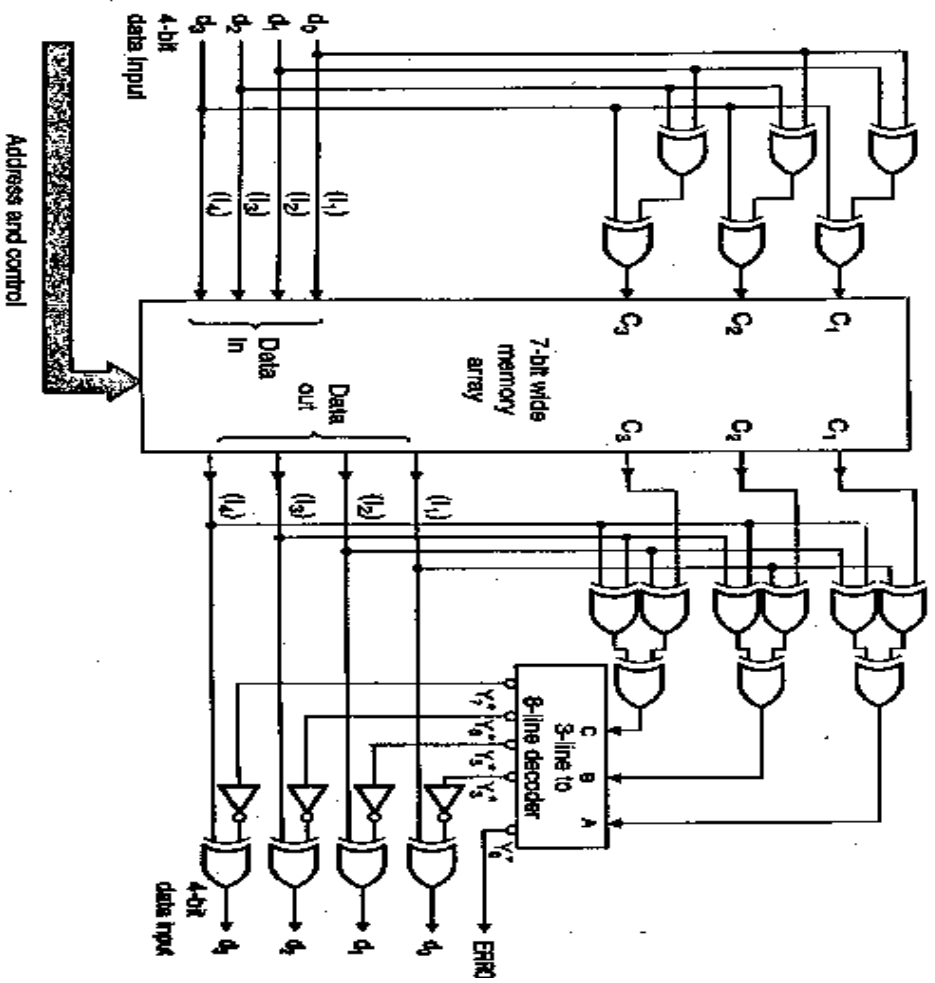 C₁
C₁
A
C₂
C₂
B
C₃
C₃
C
7-bit wide
memory
array
3-line to
8-line decoder
Y₇* Y₆* Y₅* Y₃*
Y₀*
ERRO
d₀
(I₁)
Data
In
Data
out
(I₁)
d₀
d₁
(I₂)
(I₂)
d₁
d₂
(I₃)
(I₃)
d₂
d₃
(I₄)
(I₄)
d₃
4-bit
data input
4-bit
data input
Address and control